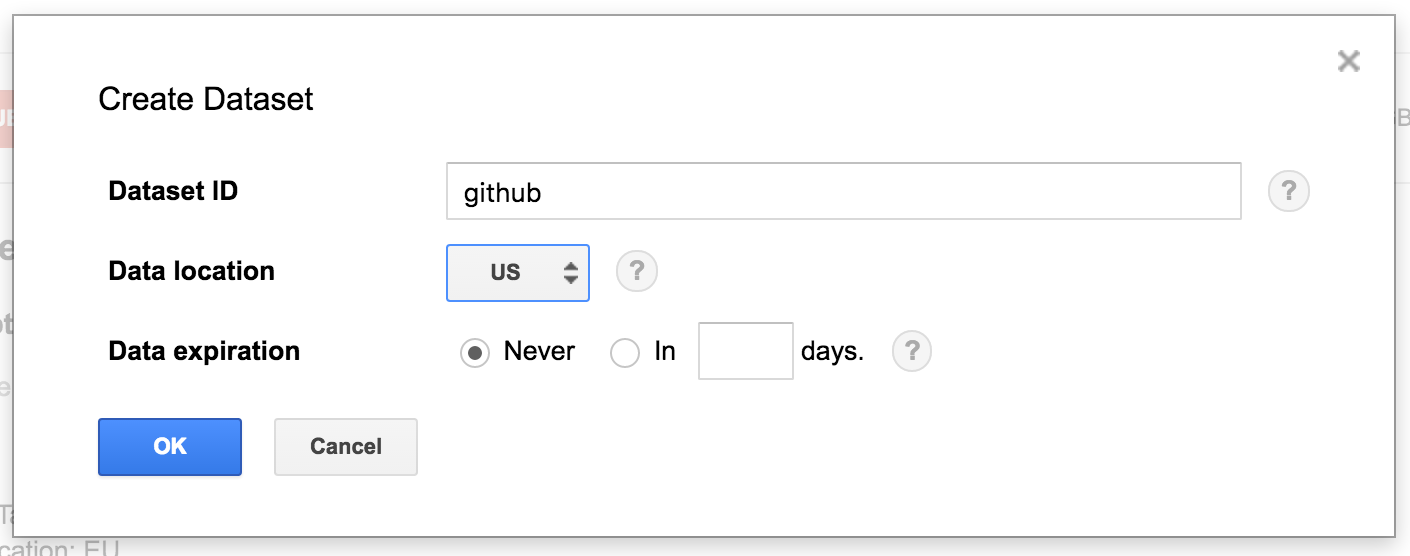 Create Dataset
Dataset ID github ?
Data location US ?
Data expiration Never In days. ?
OK Cancel
cation: EU